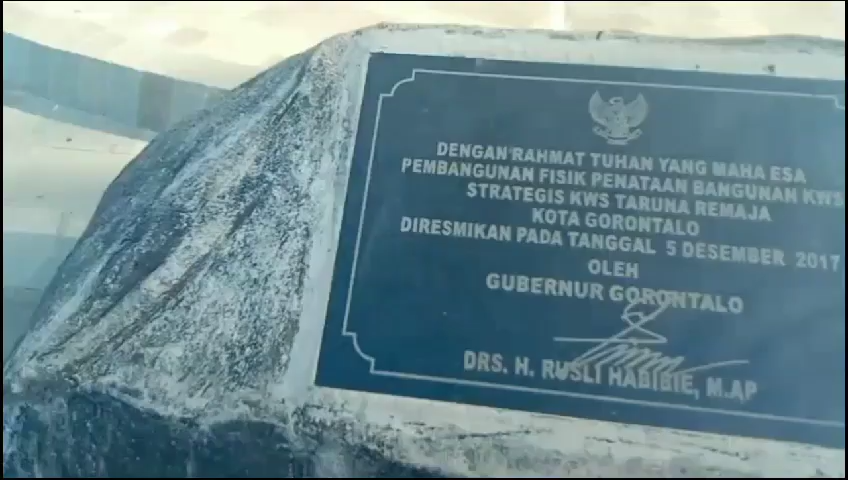 DENGAN RAHMAT TUHAN YANG MAHA ESA
PEMBANGUNAN FISIK PENATAAN BANGUNAN KWS
STRATEGIS KWS TARUNA REMAJA
KOTA GORONTALO
DIRESMIKAN PADA TANGGAL 5 DESEMBER 2017
OLEH
GUBERNUR GORONTALO
DRS. H. RUSLI HABIBIE, M.AP